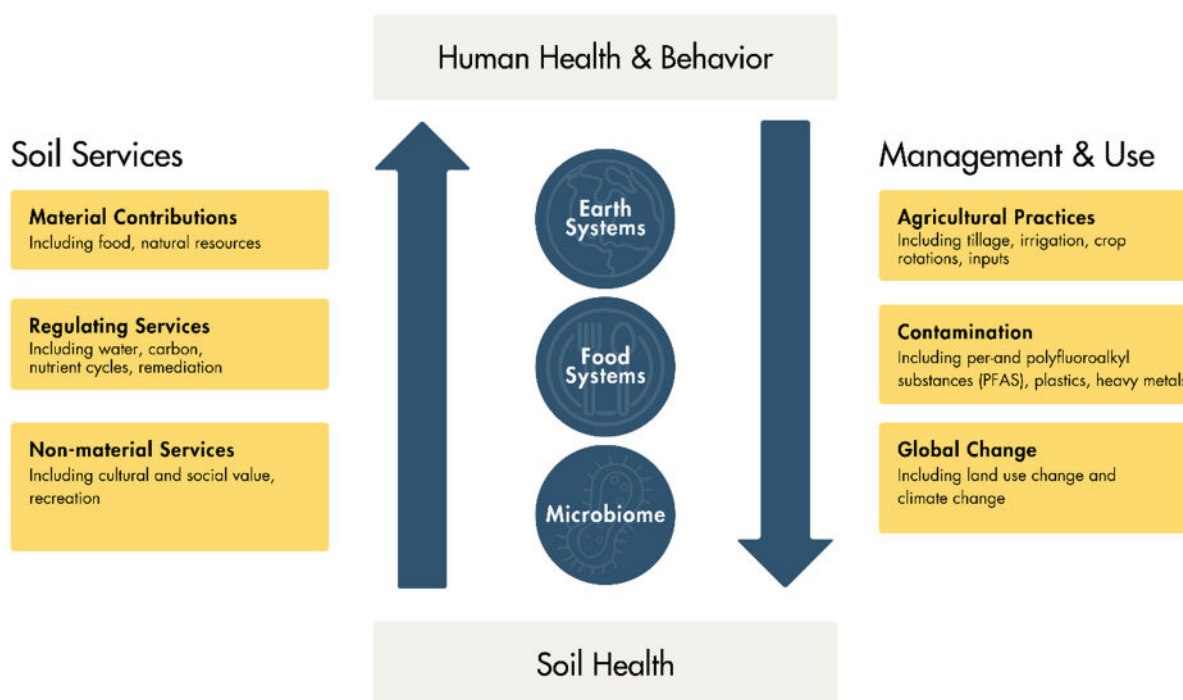 Human Health & Behavior
Soil Services
Material Contributions
Including food, natural resources
Regulating Services
Including water, carbon,
nutrient cycles, remediation
Non-material Services
Including cultural and social value,
recreation
Earth
Systems
Food
Systems
Microbiome
Management & Use
Agricultural Practices
Including tillage, irrigation, crop
rotations, inputs
Contamination
Including per-and polyfluoroalkyl
substances (PFAS), plastics, heavy metals
Global Change
Including land use change and
climate change
Soil Health